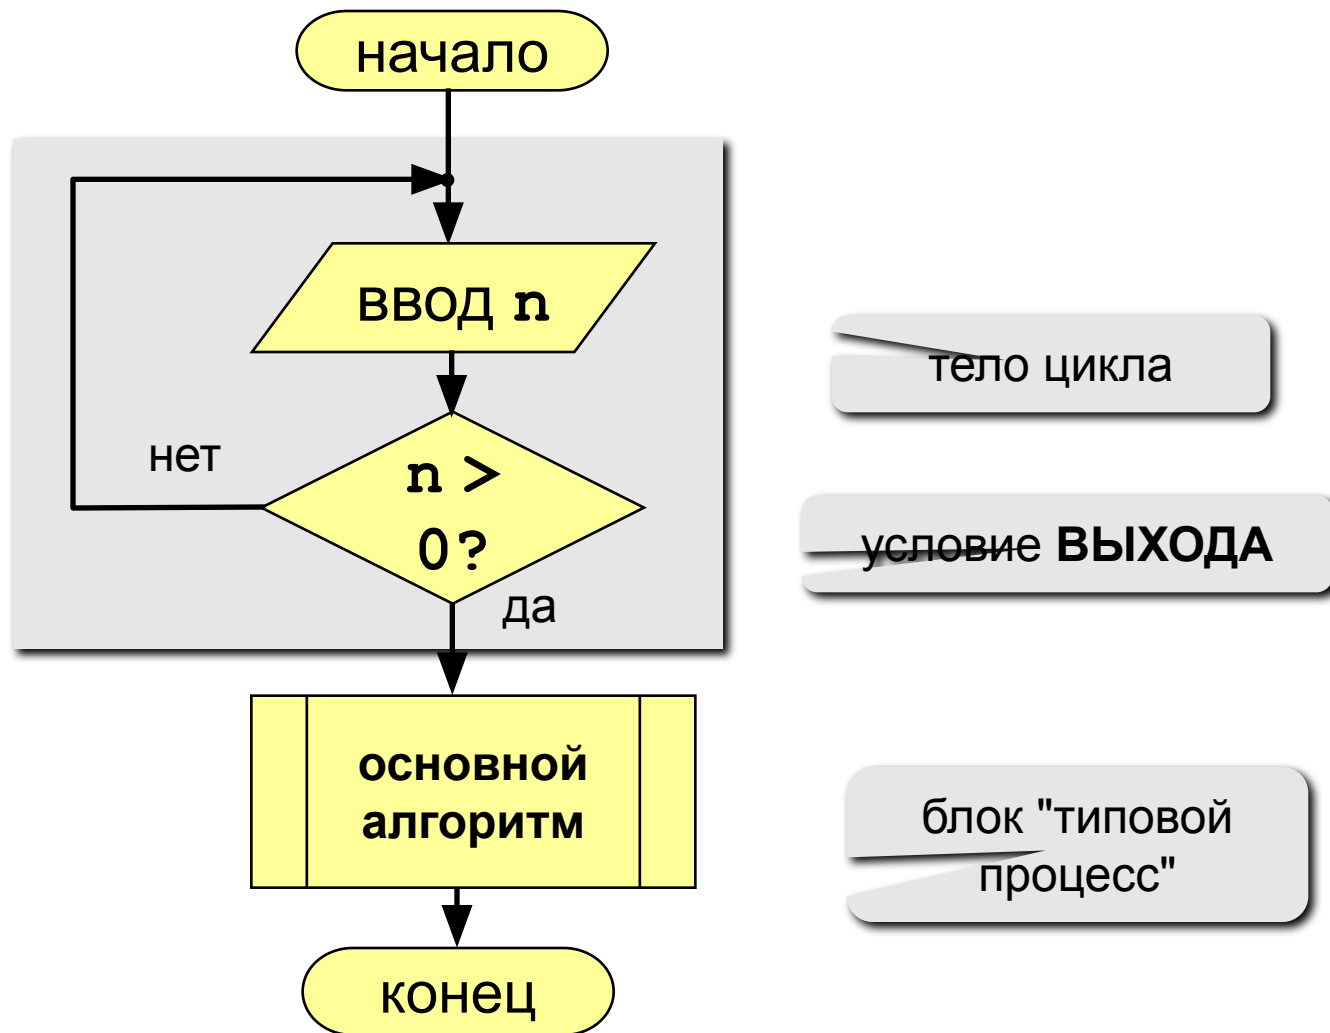 начало
ввод n
тело цикла
нет
n >
0?
условие ВЫХОДА
да
основной
алгоритм
блок "типовой
процесс"
конец